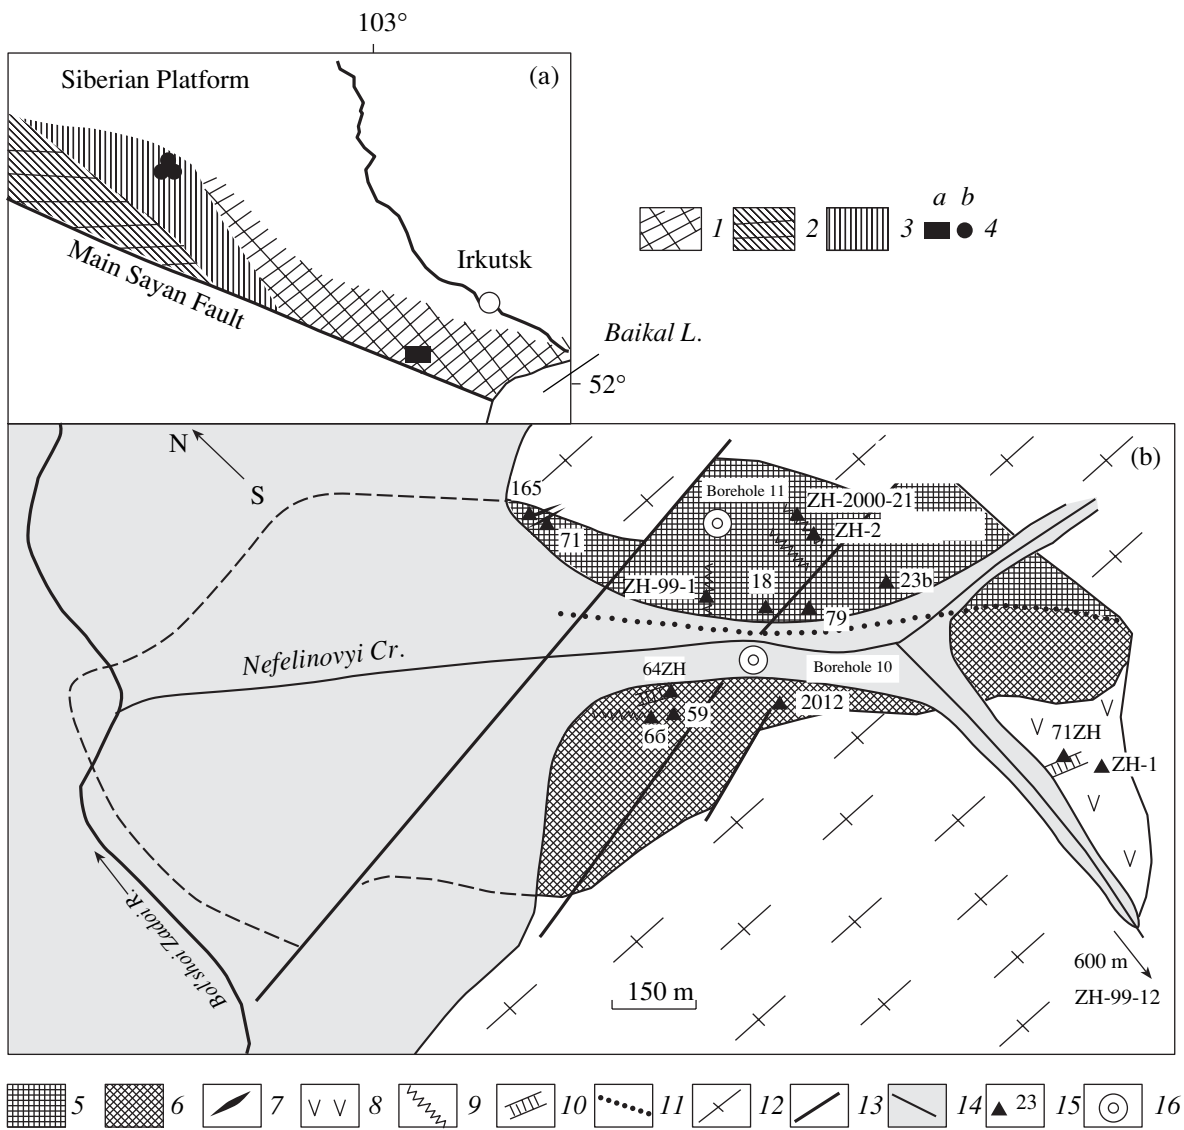 103°
Siberian Platform
(a)
Irkutsk
Main Sayan Fault
Baikal L.
52°
a b
1 2 3 4
N
S
(b)
165
71
Borehole 11
ZH-2000-21
ZH-2
ZH-99-1
18
79
23b
Nefelinovyi Cr.
64ZH
Borehole 10
59
6б
2012
71ZH
ZH-1
Bol'shoi Zadoi R.
150 m
600 m
ZH-99-12
5 6 7 8 9 10 11 12 13 14 23 15 16